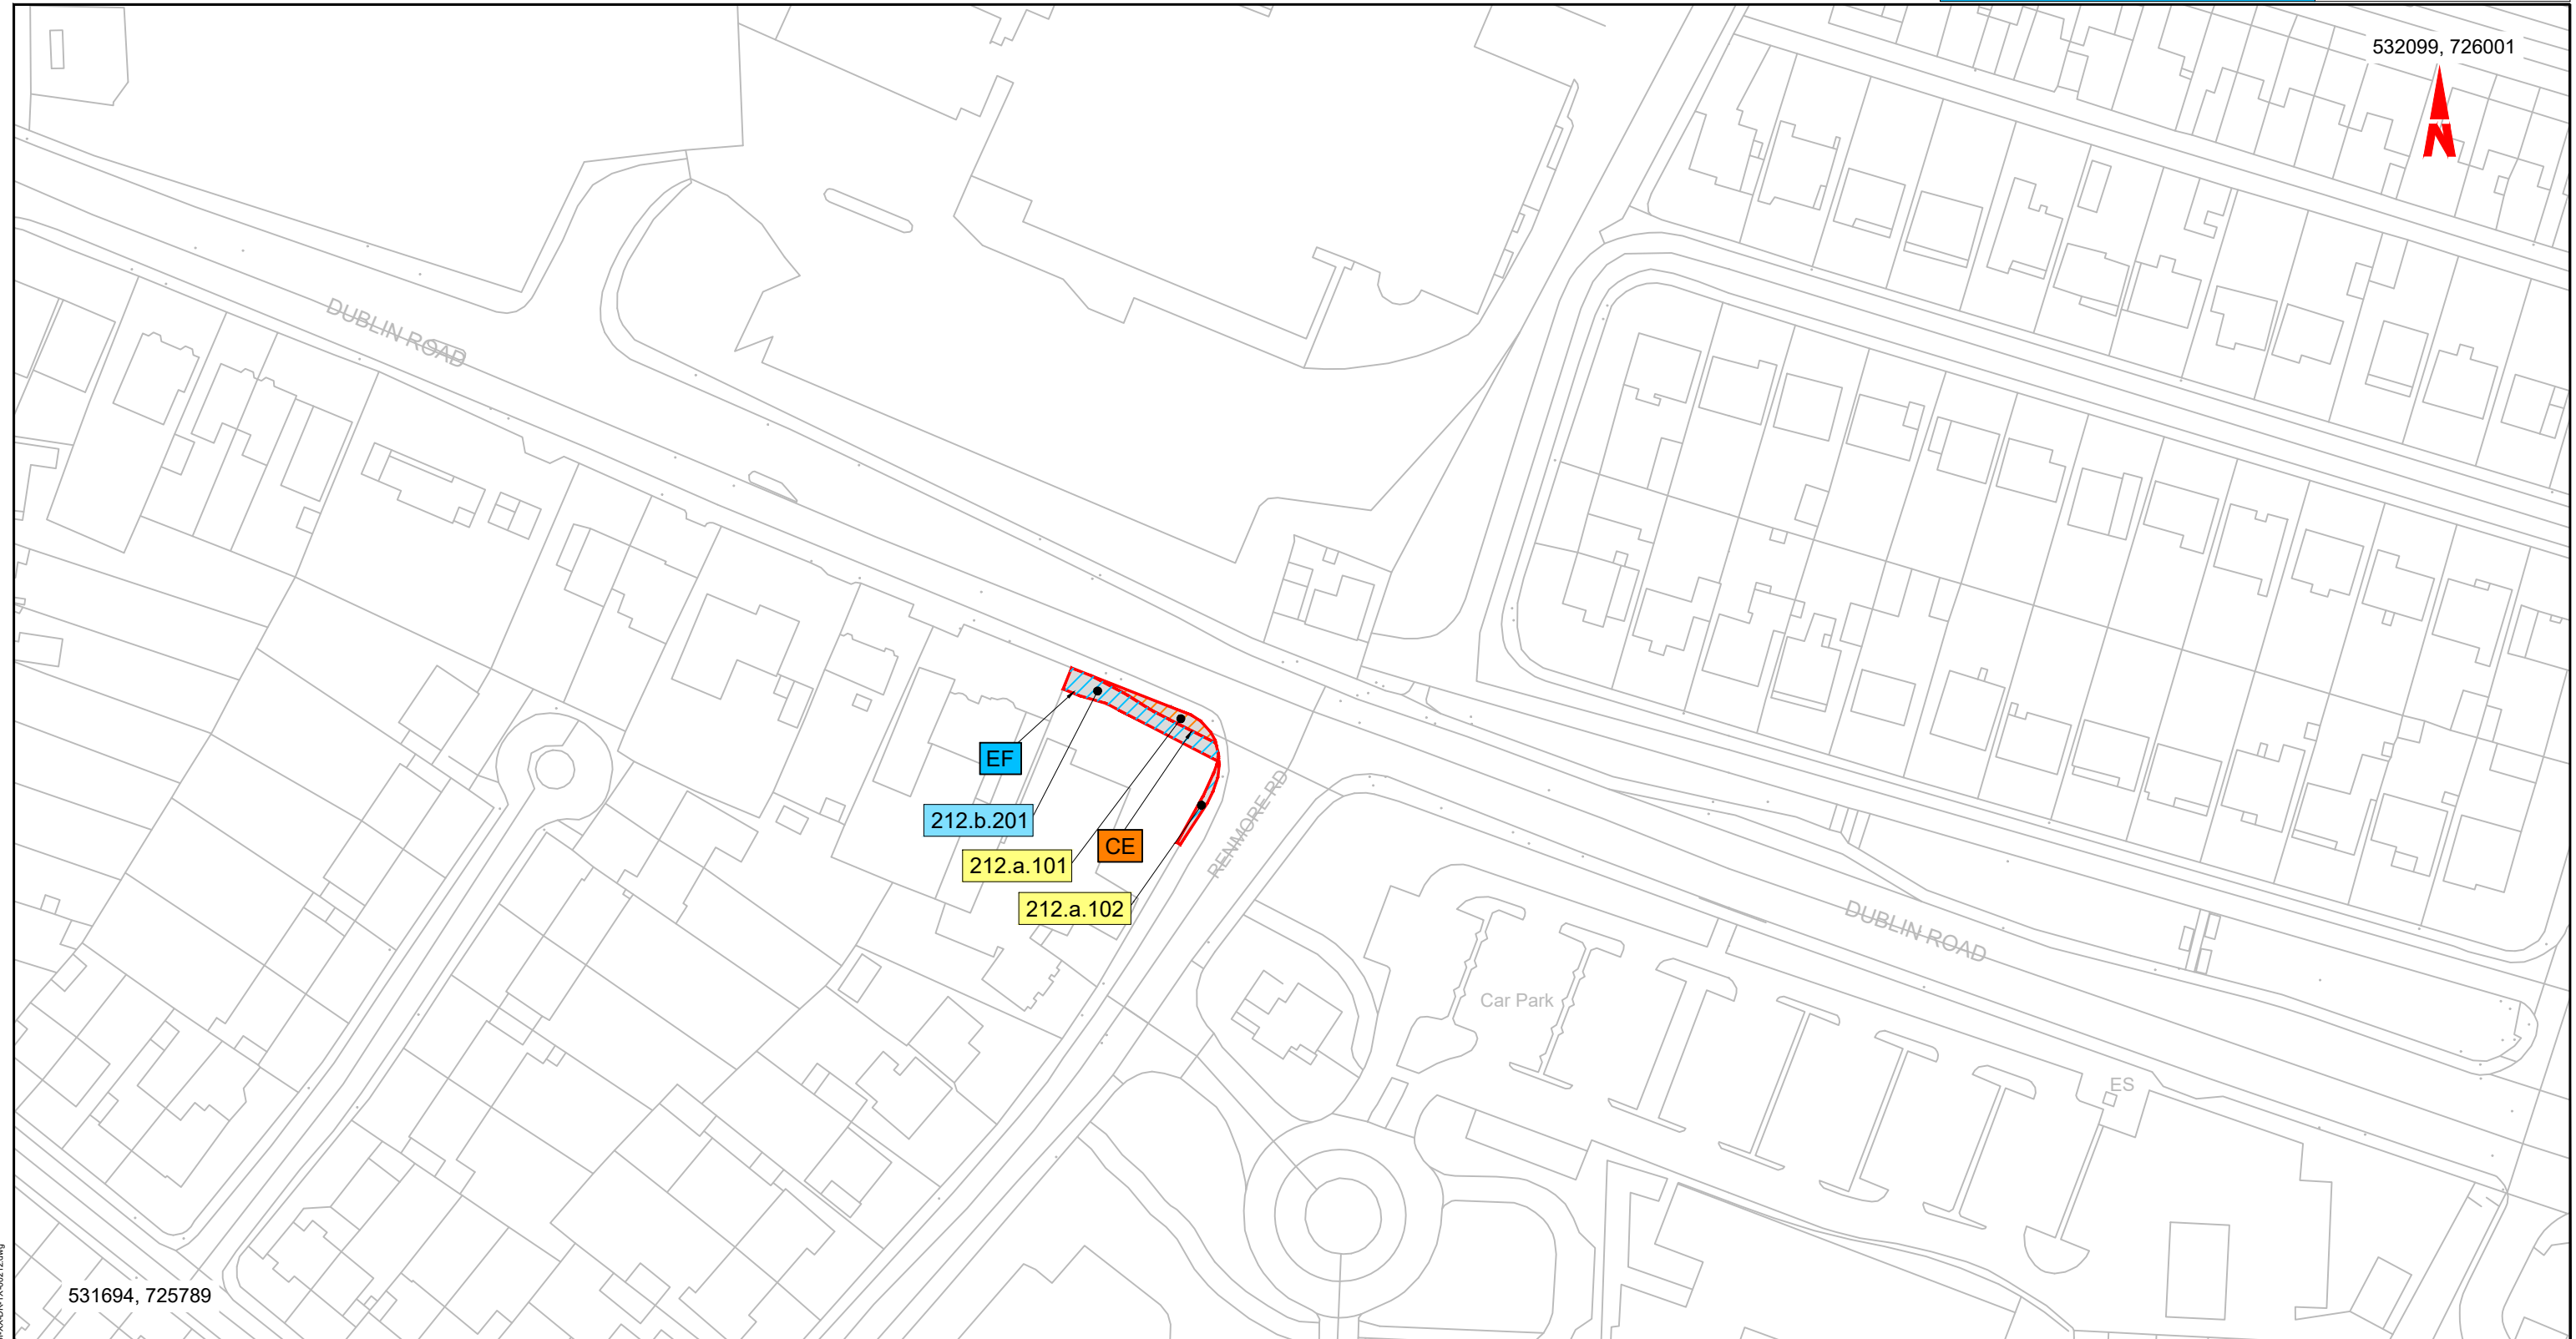 532099, 726001
N
DUBLIN ROAD
EF
212.b.201
CE
212.a.101
212.a.102
RENMORE RD
DUBLIN ROAD
Car Park
ES
531694, 725789